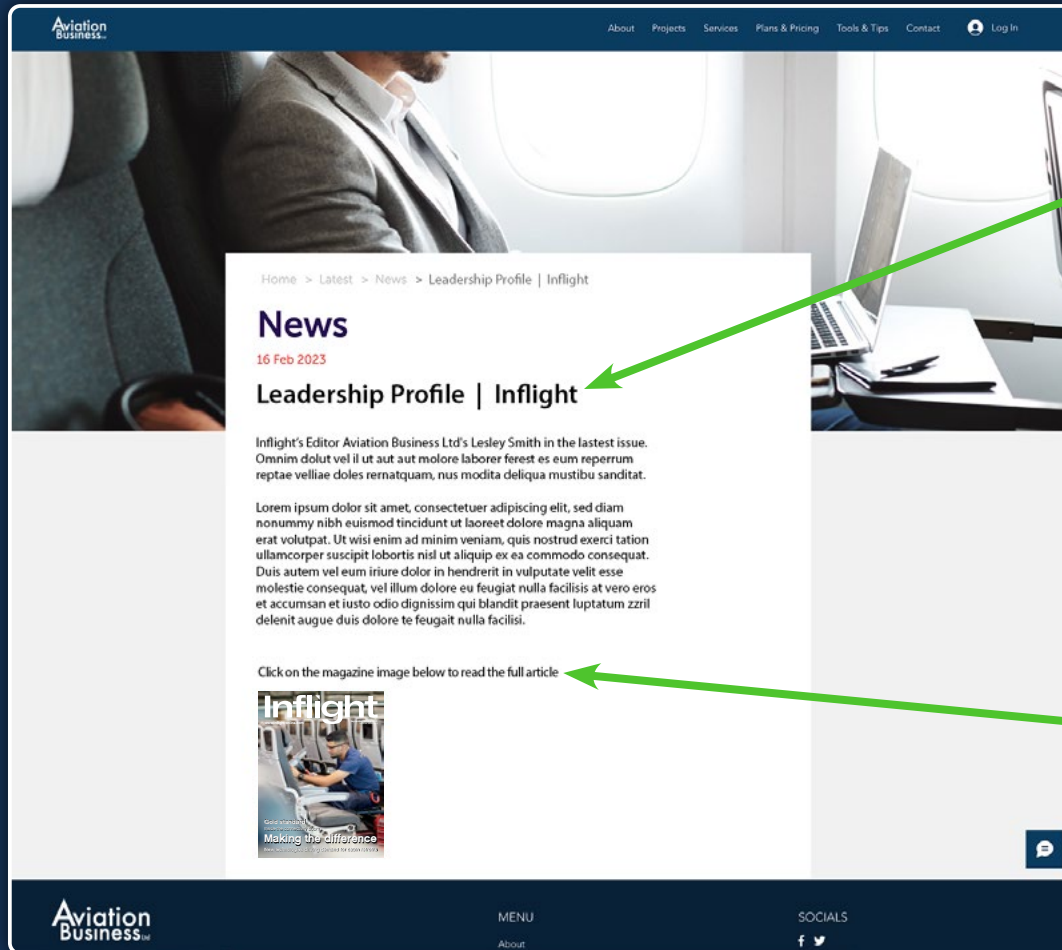 Aviation
Business Ltd
About Projects Services Plans & Pricing Tools & Tips Contact Log In
Home > Latest > News > Leadership Profile | Inflight
News
16 Feb 2023
Leadership Profile | Inflight
Inflight's Editor Aviation Business Ltd's Lesley Smith in the lastest issue.
Omnim dolut vel il ut aut aut molore laborer ferest es eum reperrum
reptae velliae doles rernatquam, nus modita deliqua mustibu sanditat.
Lorem ipsum dolor sit amet, consectetuer adipiscing elit, sed diam
nonummy nibh euismod tincidunt ut laoreet dolore magna aliquam
erat volutpat. Ut wisi enim ad minim veniam, quis nostrud exerci tation
ullamcorper suscipit lobortis nisl ut aliquip ex ea commodo consequat.
Duis autem vel eum iriure dolor in hendrerit in vulputate velit esse
molestie consequat, vel illum dolore eu feugiat nulla facilisis at vero eros
et accumsan et iusto odio dignissim qui blandit praesent luptatum zzril
delenit augue duis dolore te feugait nulla facilisi.
Click on the magazine image below to read the full article
Inflight
Gold standard
Making the difference
Aviation
Business Ltd
MENU
About
SOCIALS